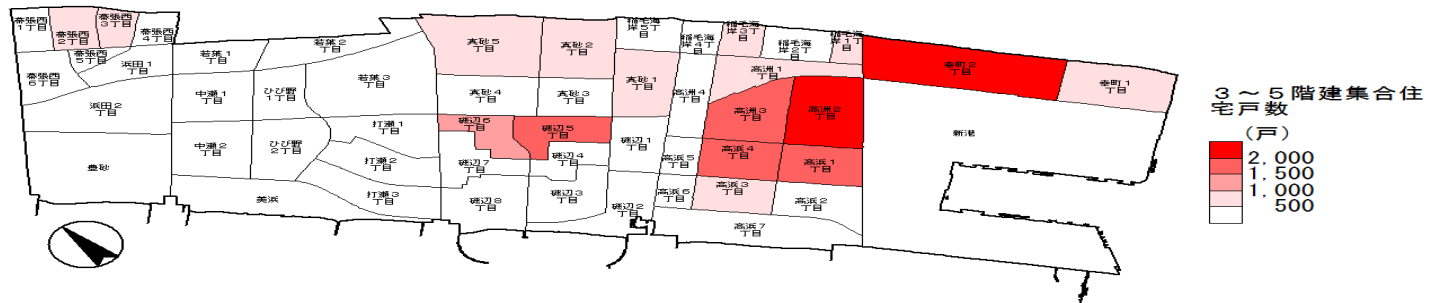 幕張西
1丁目
幕張西
2丁目
幕張西
3丁目
幕張西
4丁目
幕張西
5丁目
幕張西
6丁目
浜田1
丁目
浜田2
丁目
豊砂
若葉1
丁目
若葉2
丁目
若葉3
丁目
中瀬1
丁目
中瀬2
丁目
ひび野
1丁目
ひび野
2丁目
打瀬1
丁目
打瀬2
丁目
打瀬3
丁目
美浜
真砂5
丁目
真砂2
丁目
真砂4
丁目
真砂3
丁目
真砂1
丁目
磯辺6
丁目
磯辺5
丁目
磯辺7
丁目
磯辺4
丁目
磯辺1
丁目
磯辺8
丁目
磯辺3
丁目
磯辺2
丁目
稲毛海
岸5丁
目
稲毛海
岸4丁
目
稲毛海
岸3丁
目
稲毛海
岸2丁
目
稲毛海
岸1丁
目
高洲1
丁目
高洲4
丁目
高洲3
丁目
高洲2
丁目
高浜5
丁目
高浜4
丁目
高浜1
丁目
高浜6
丁目
高浜3
丁目
高浜2
丁目
高浜7
丁目
幸町2
丁目
幸町1
丁目
新港
3～5階建集合住
宅戸数
(戸)
2,000
1,500
1,000
500